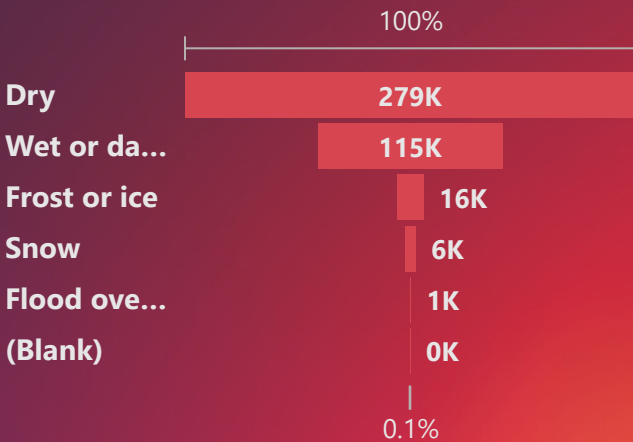 100%
Dry 279K
Wet or da... 115K
Frost or ice 16K
Snow 6K
Flood ove... 1K
(Blank) 0K
0.1%